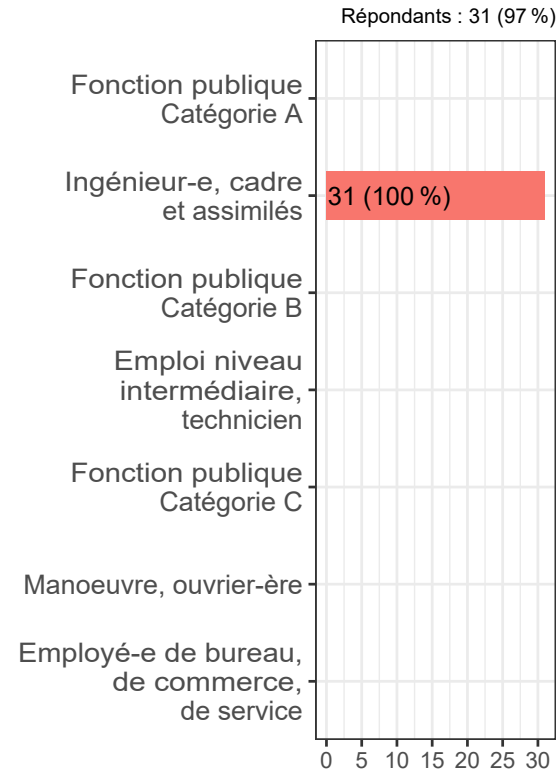 Répondants : 31 (97 %)
Fonction publique
Catégorie A
Ingénieur-e, cadre
et assimilés
31 (100 %)
Fonction publique
Catégorie B
Emploi niveau
intermédiaire,
technicien
Fonction publique
Catégorie C
Manoeuvre, ouvrier-ère
Employé-e de bureau,
de commerce,
de service
0 5 10 15 20 25 30